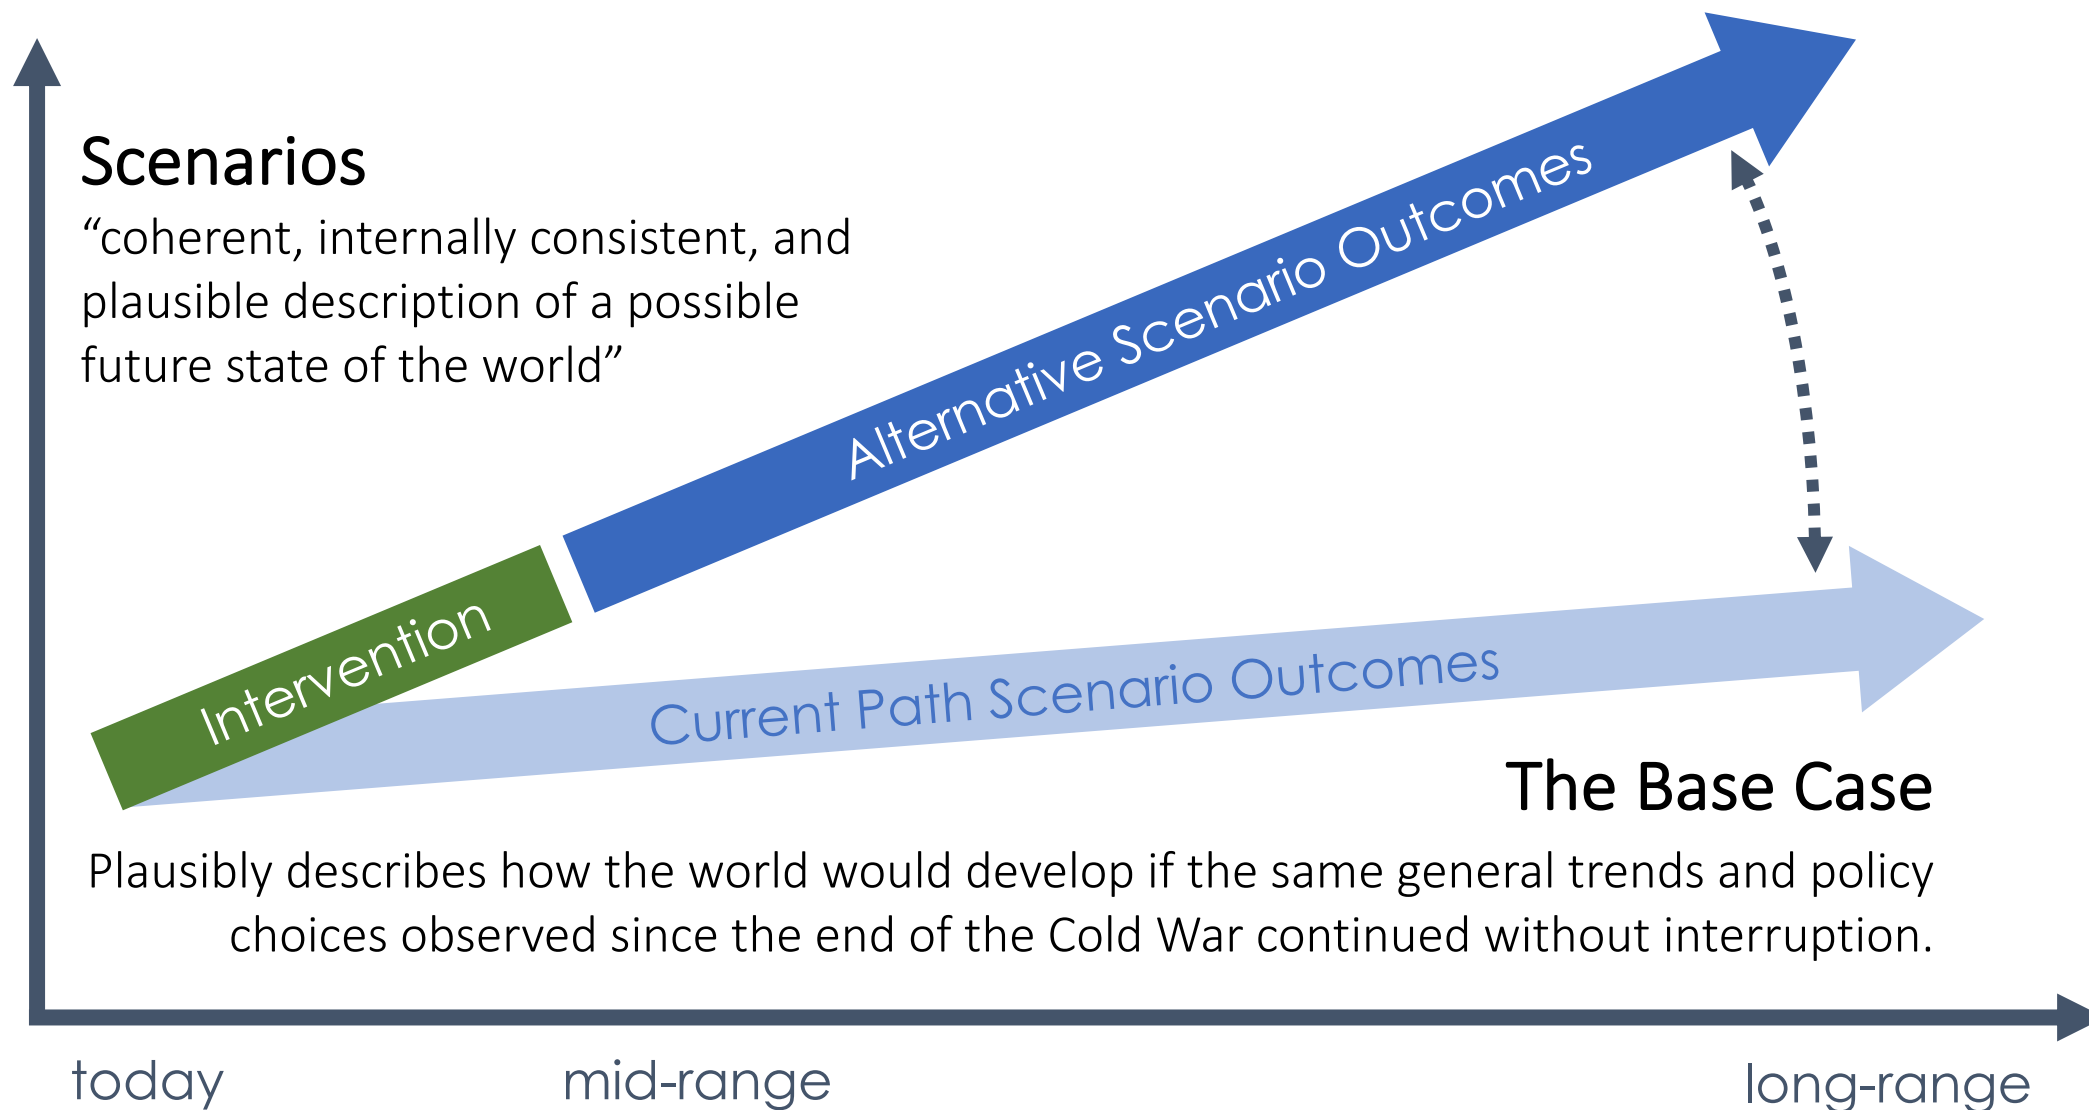 Scenarios
“coherent, internally consistent, and
plausible description of a possible
future state of the world”
Alternative Scenario Outcomes
Intervention
Current Path Scenario Outcomes
The Base Case
Plausibly describes how the world would develop if the same general trends and policy
choices observed since the end of the Cold War continued without interruption.
today
mid-range
long-range